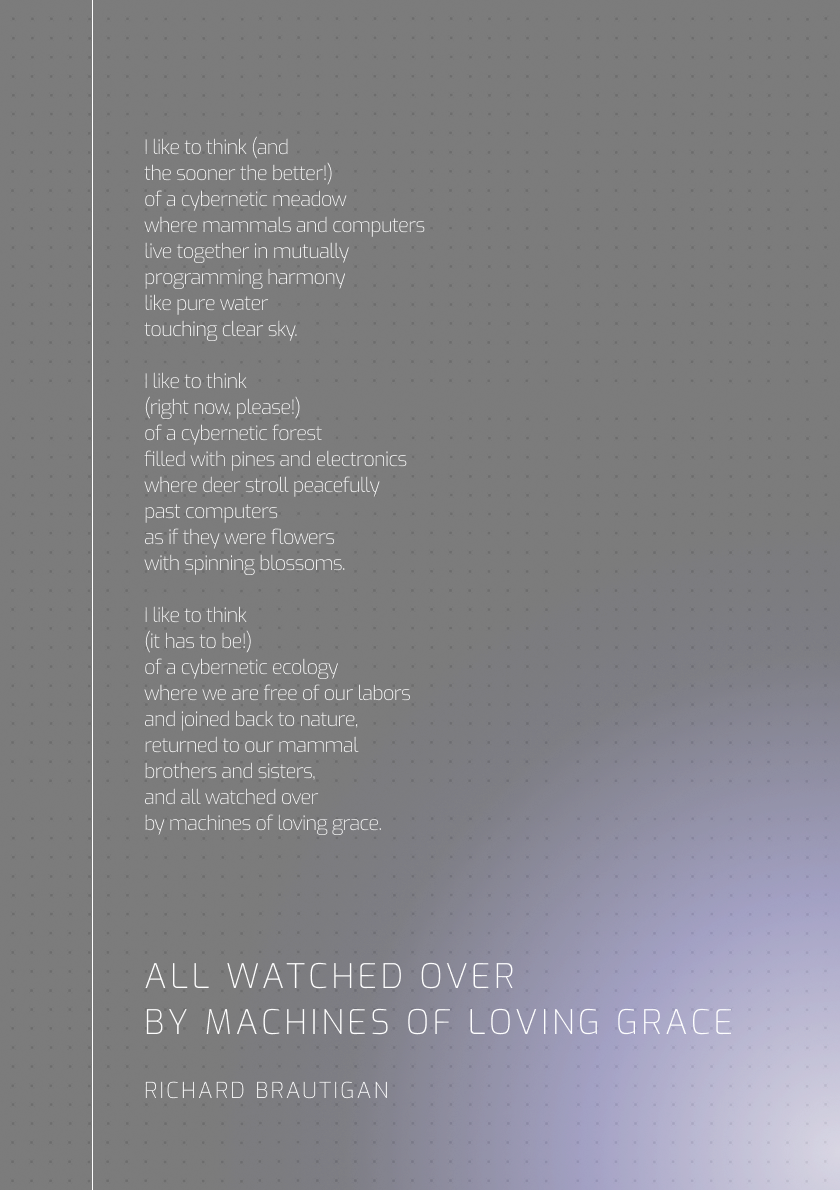 I like to think (and
the sooner the better!)
of a cybernetic meadow
where mammals and computers
live together in mutually
programming harmony
like pure water
touching clear sky.

I like to think
(right now, please!)
of a cybernetic forest
filled with pines and electronics
where deer stroll peacefully
past computers
as if they were flowers
with spinning blossoms.

I like to think
(it has to be!)
of a cybernetic ecology
where we are free of our labors
and joined back to nature,
returned to our mammal
brothers and sisters,
and all watched over
by machines of loving grace.

ALL WATCHED OVER
BY MACHINES OF LOVING GRACE

RICHARD BRAUTIGAN